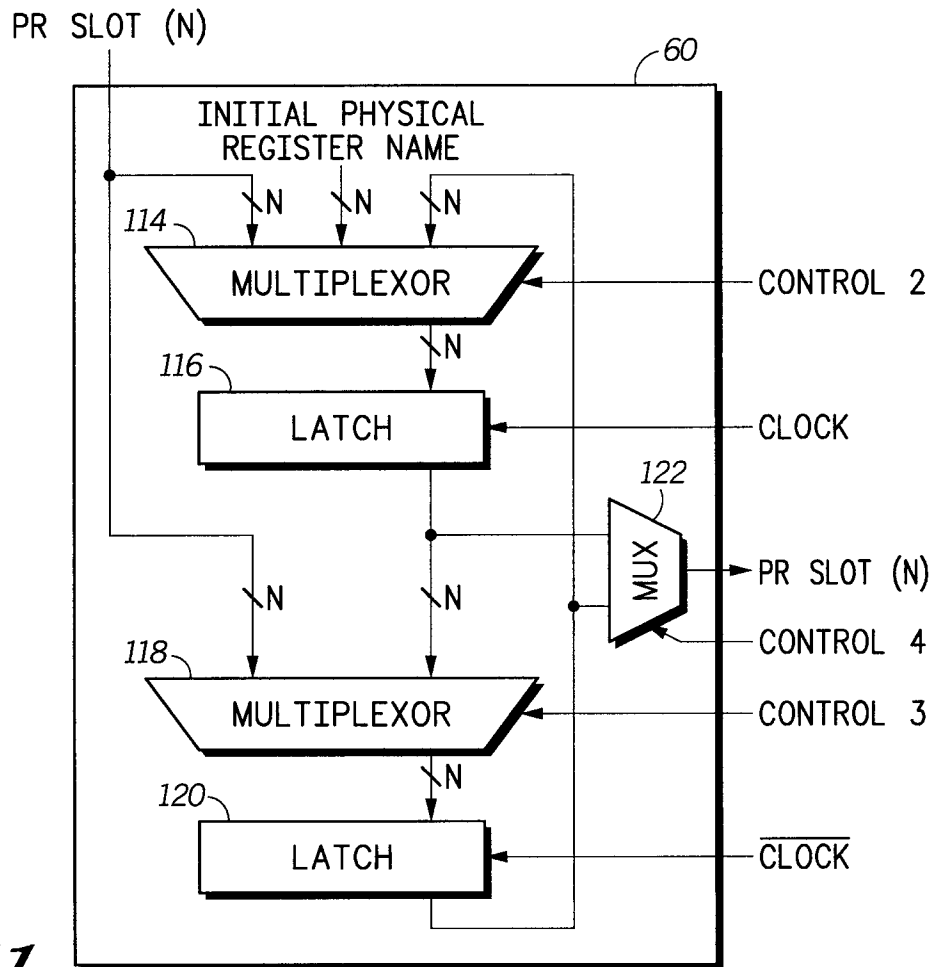 PR SLOT (N)
60
INITIAL PHYSICAL
REGISTER NAME
N
N
N
114
MULTIPLEXOR
CONTROL 2
N
116
LATCH
CLOCK
122
MUX
PR SLOT (N)
N
N
CONTROL 4
118
MULTIPLEXOR
CONTROL 3
N
120
LATCH
CLOCK